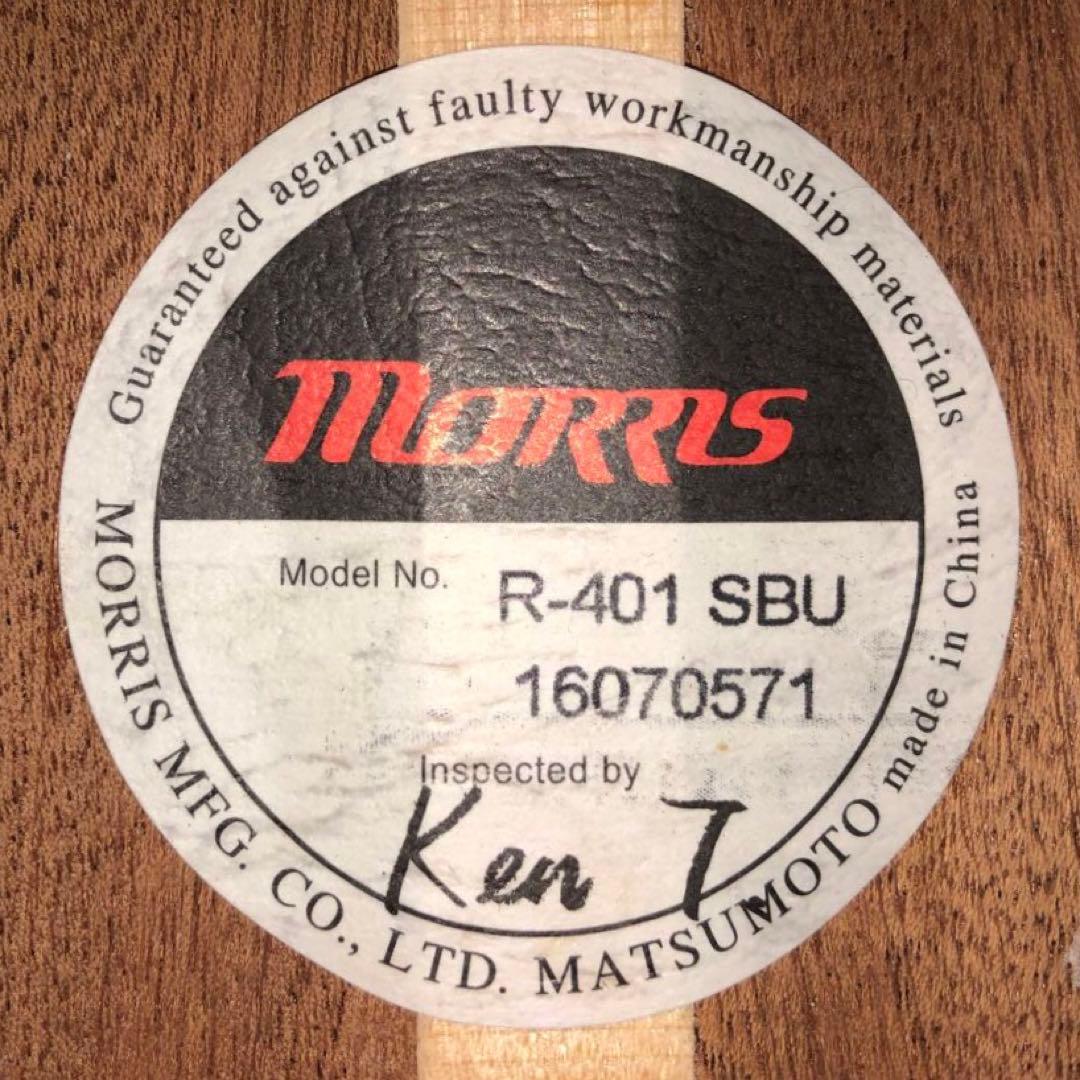 Guaranteed against faulty workmanship materials
MORRIS
Model No. R-401 SBU
16070571
Inspected by
Ken T.
MORRIS MFG. CO., LTD. MATSUMOTO made in China